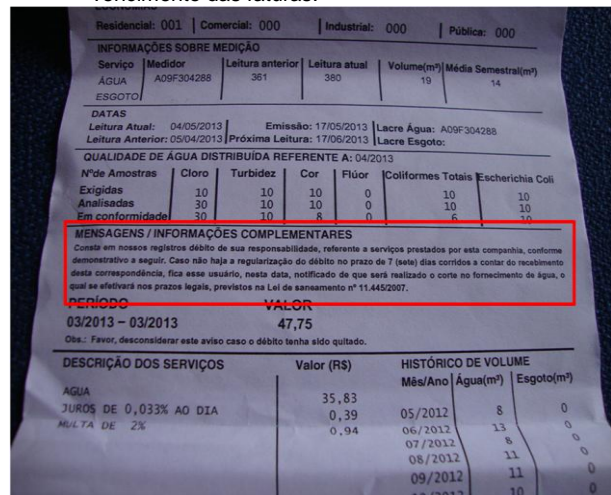 vencimento das faturas.
ECONOMIAS
Residencial: 001 | Comercial: 000 | Industrial: 000 | Pública: 000
INFORMAÇÕES SOBRE MEDIÇÃO
Serviço Medidor Leitura anterior Leitura atual Volume(m³) Média Semestral(m³)
ÁGUA A09F304288 361 380 19 14
ESGOTO
DATAS
Leitura Atual: 04/05/2013 Emissão: 17/05/2013 Lacre Água: A09F304288
Leitura Anterior: 05/04/2013 Próxima Leitura: 17/06/2013 Lacre Esgoto:
QUALIDADE DE ÁGUA DISTRIBUÍDA REFERENTE A: 04/2013
Nºde Amostras Cloro Turbidez Cor Flúor Coliformes Totais Escherichia Coli
Exigidas 10 10 10 0 10 10
Analisadas 30 10 10 0 10 10
Em conformidade 30 10 8 0 6 10
MENSAGENS / INFORMAÇÕES COMPLEMENTARES
Consta em nossos registros débito de sua responsabilidade, referente a serviços prestados por esta companhia, conforme
demonstrativo a seguir. Caso não haja a regularização do débito no prazo de 7 (sete) dias corridos a contar do recebimento
desta correspondência, fica esse usuário, nesta data, notificado de que será realizado o corte no fornecimento de água, o
qual se efetivará nos prazos legais, previstos na Lei de saneamento nº 11.445/2007.
PERÍODO VALOR
03/2013 – 03/2013 47,75
Obs.: Favor, desconsiderar este aviso caso o débito tenha sido quitado.
DESCRIÇÃO DOS SERVIÇOS Valor (R$) HISTÓRICO DE VOLUME
Mês/Ano Água(m³) Esgoto(m³)
AGUA 35,83
JUROS DE 0,033% AO DIA 0,39 05/2012 8 0
MULTA DE 2% 0,94 06/2012 13 0
07/2012 8 0
08/2012 11 0
09/2012 11 0
10 0